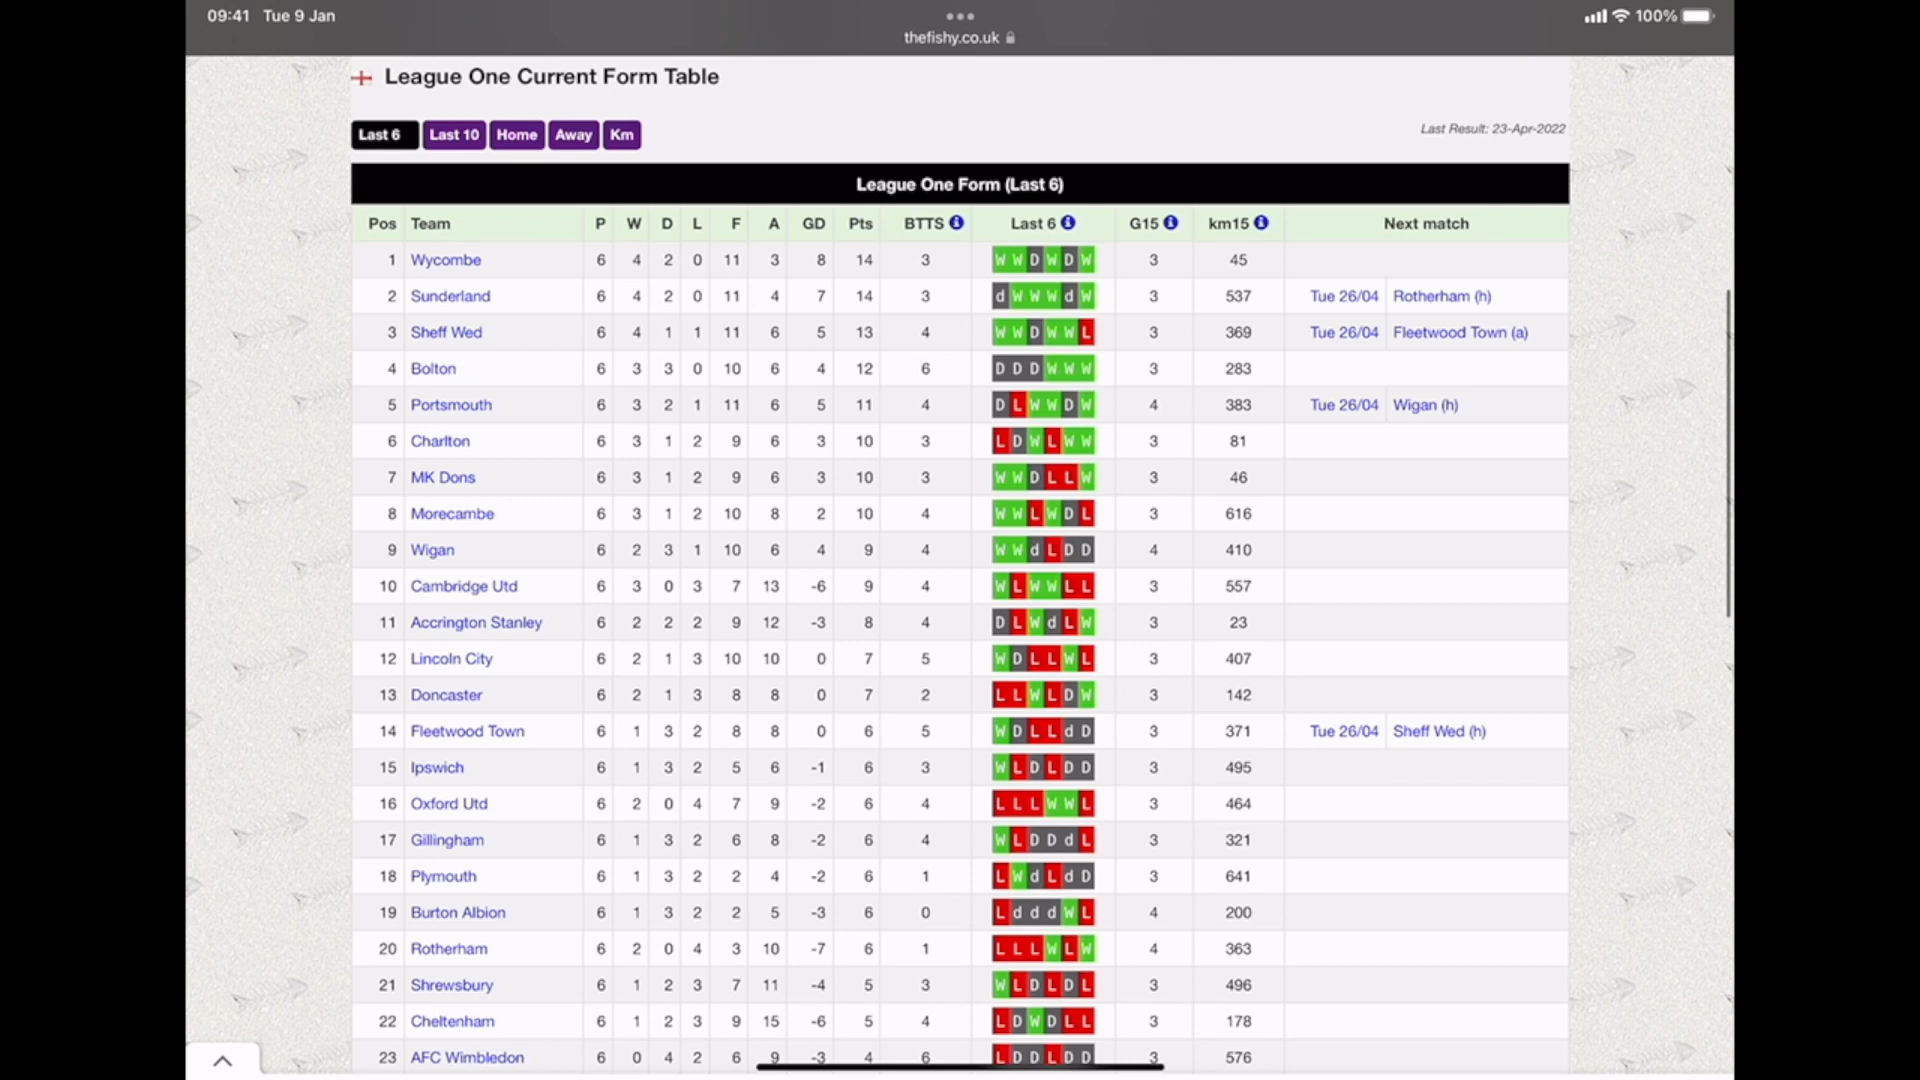 09:41 Tue 9 Jan
100%
thefishy.co.uk
League One Current Form Table
Last 6 Last 10 Home Away Km
Last Result: 23-Apr-2022
League One Form (Last 6)
Pos Team P W D L F A GD Pts BTTS Last 6 G15 km15 Next match
1 Wycombe 6 4 2 0 11 3 8 14 3 W W D W D W 3 45
2 Sunderland 6 4 2 0 11 4 7 14 3 d W W W d W 3 537 Tue 26/04 Rotherham (h)
3 Sheff Wed 6 4 1 1 11 6 5 13 4 W W D W W L 3 369 Tue 26/04 Fleetwood Town (a)
4 Bolton 6 3 3 0 10 6 4 12 6 D D D W W W 3 283
5 Portsmouth 6 3 2 1 11 6 5 11 4 D L W W D W 4 383 Tue 26/04 Wigan (h)
6 Charlton 6 3 1 2 9 6 3 10 3 L D W L W W 3 81
7 MK Dons 6 3 1 2 9 6 3 10 3 W W D L L W 3 46
8 Morecambe 6 3 1 2 10 8 2 10 4 W W L W D L 3 616
9 Wigan 6 2 3 1 10 6 4 9 4 W W d L D D 4 410
10 Cambridge Utd 6 3 0 3 7 13 -6 9 4 W L W W L L 3 557
11 Accrington Stanley 6 2 2 2 9 12 -3 8 4 D L W d L W 3 23
12 Lincoln City 6 2 1 3 10 10 0 7 5 W D L L W L 3 407
13 Doncaster 6 2 1 3 8 8 0 7 2 L L W L D W 3 142
14 Fleetwood Town 6 1 3 2 8 8 0 6 5 W D L L d D 3 371 Tue 26/04 Sheff Wed (h)
15 Ipswich 6 1 3 2 5 6 -1 6 3 W L D L D D 3 495
16 Oxford Utd 6 2 0 4 7 9 -2 6 4 L L L W W L 3 464
17 Gillingham 6 1 3 2 6 8 -2 6 4 W L D D d L 3 321
18 Plymouth 6 1 3 2 2 4 -2 6 1 L W d L d D 3 641
19 Burton Albion 6 1 3 2 2 5 -3 6 0 L d d d W L 4 200
20 Rotherham 6 2 0 4 3 10 -7 6 1 L L L W L W 4 363
21 Shrewsbury 6 1 2 3 7 11 -4 5 3 W L D L D L 3 496
22 Cheltenham 6 1 2 3 9 15 -6 5 4 L D W D L L 3 178
23 AFC Wimbledon 6 0 4 2 6 9 -3 4 6 L D D L D D 3 576